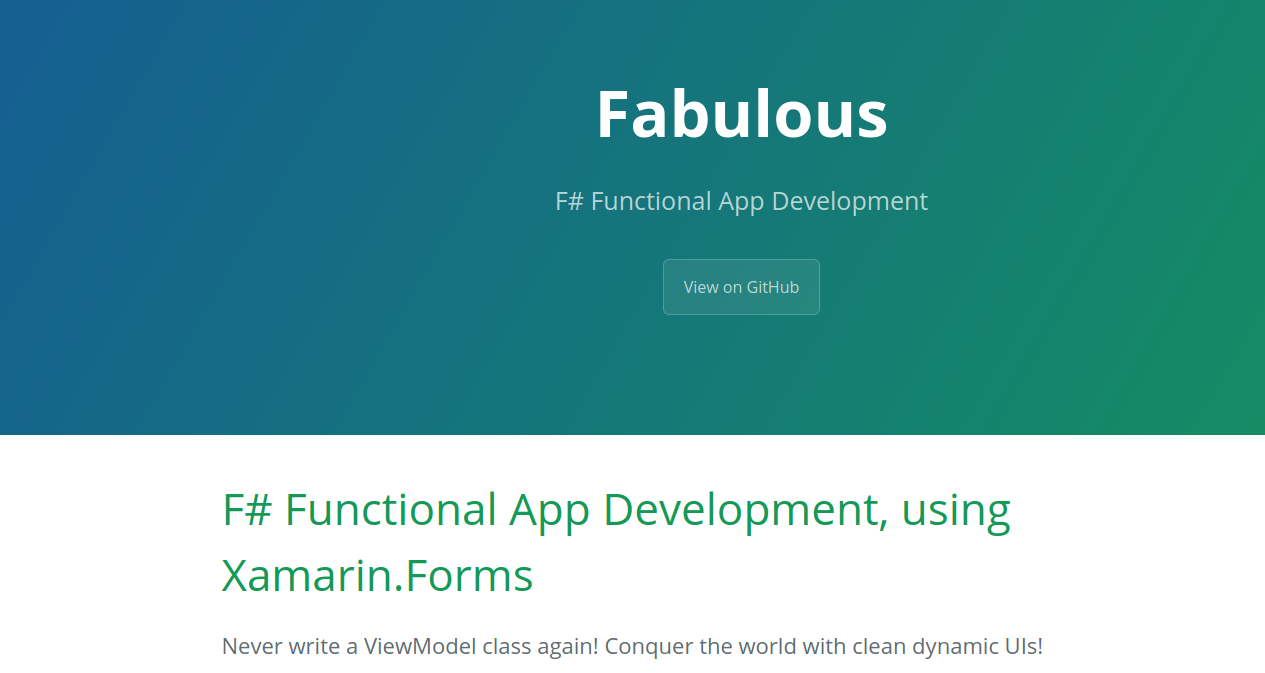 Fabulous
F# Functional App Development
View on GitHub
F# Functional App Development, using
Xamarin.Forms
Never write a ViewModel class again! Conquer the world with clean dynamic UIs!